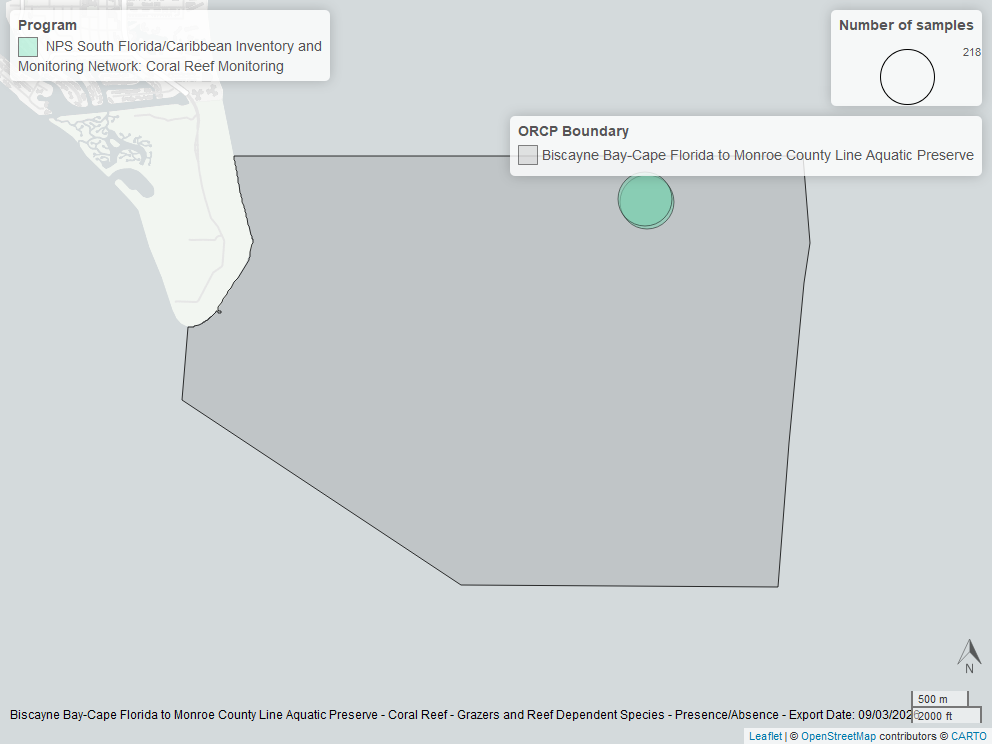 Program
NPS South Florida/Caribbean Inventory and
Monitoring Network: Coral Reef Monitoring
Number of samples
218
ORCP Boundary
Biscayne Bay-Cape Florida to Monroe County Line Aquatic Preserve
N
500 m
Biscayne Bay-Cape Florida to Monroe County Line Aquatic Preserve - Coral Reef - Grazers and Reef Dependent Species - Presence/Absence - Export Date: 09/03/2026
2000 ft
Leaflet | © OpenStreetMap contributors © CARTO